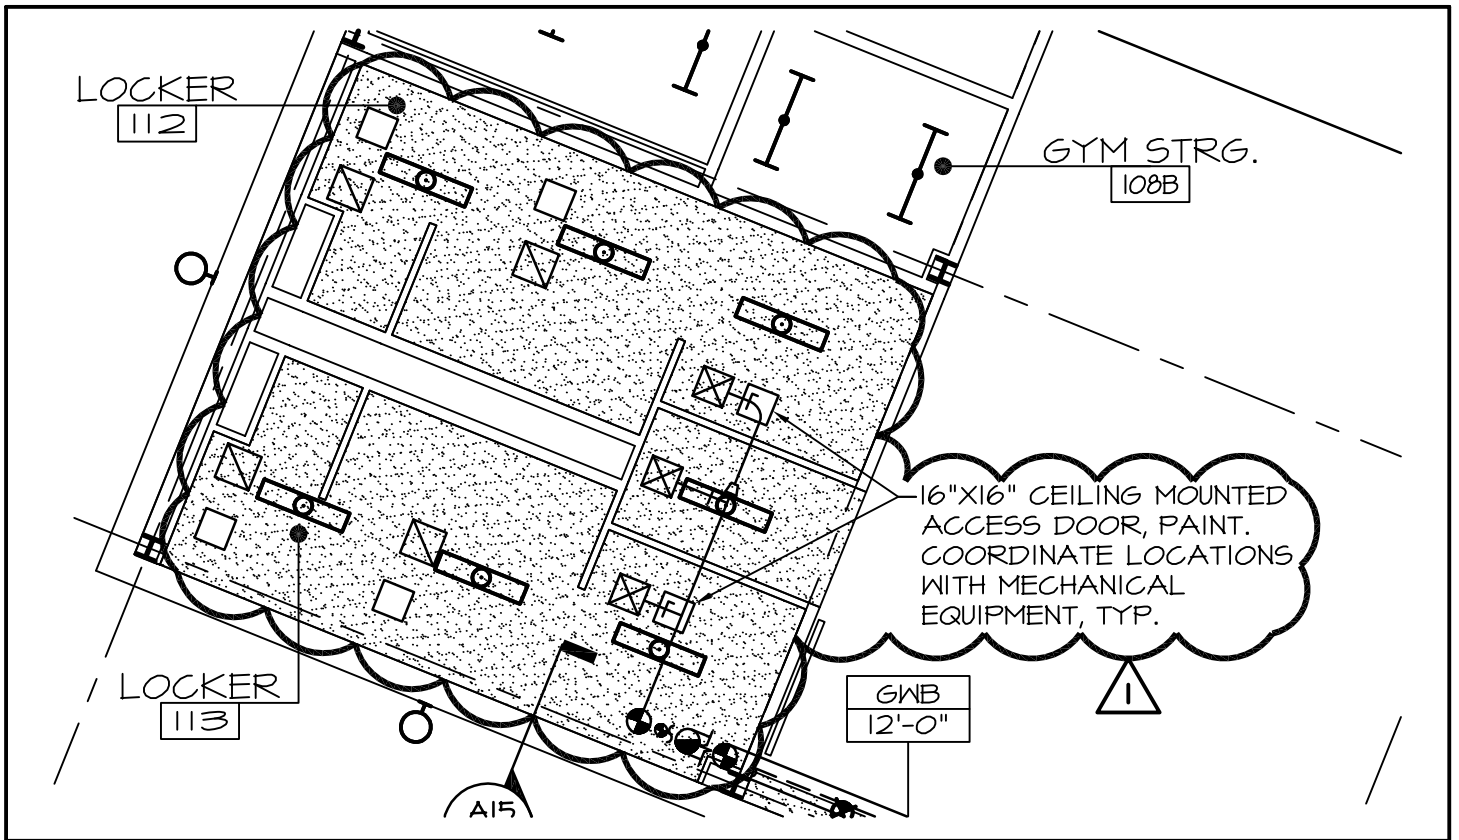 LOCKER
112
GYM STRG.
108B
16"X16" CEILING MOUNTED
ACCESS DOOR, PAINT.
COORDINATE LOCATIONS
WITH MECHANICAL
EQUIPMENT, TYP.
LOCKER
113
GWB
12'-0"
1
A15